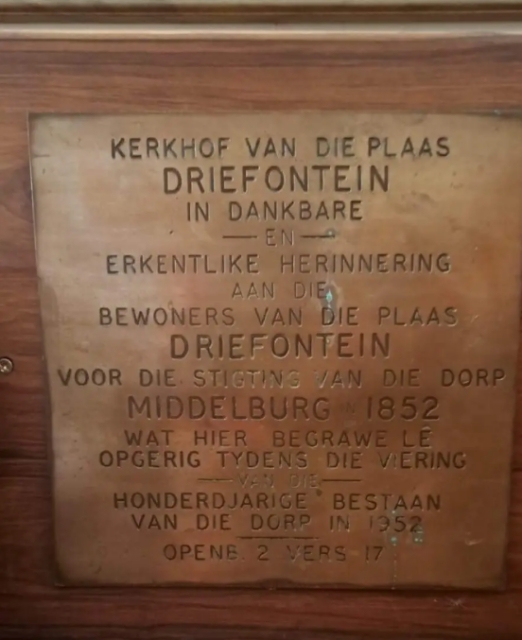 KERKHOF VAN DIE PLAAS
DRIEFONTEIN
IN DANKBARE
— EN —
ERKENTLIKE HERINNERING
AAN DIE
BEWONERS VAN DIE PLAAS
DRIEFONTEIN
VOOR DIE STIGTING VAN DIE DORP
MIDDELBURG IN 1852
WAT HIER BEGRAWE LÊ
OPGERIG TYDENS DIE VIERING
— VAN DIE —
HONDERDJARIGE BESTAAN
VAN DIE DORP IN 1952
OPENB. 2 VERS 17